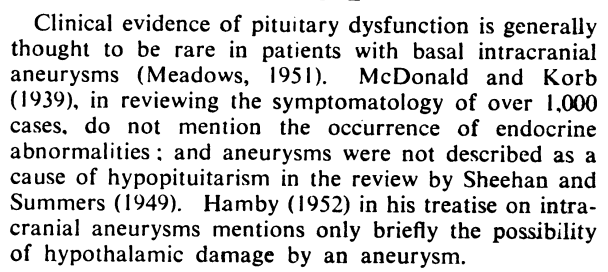 Clinical evidence of pituitary dysfunction is generally
thought to be rare in patients with basal intracranial
aneurysms (Meadows, 1951). McDonald and Korb
(1939), in reviewing the symptomatology of over 1,000
cases, do not mention the occurrence of endocrine
abnormalities; and aneurysms were not described as a
cause of hypopituitarism in the review by Sheehan and
Summers (1949). Hamby (1952) in his treatise on intra-
cranial aneurysms mentions only briefly the possibility
of hypothalamic damage by an aneurysm.